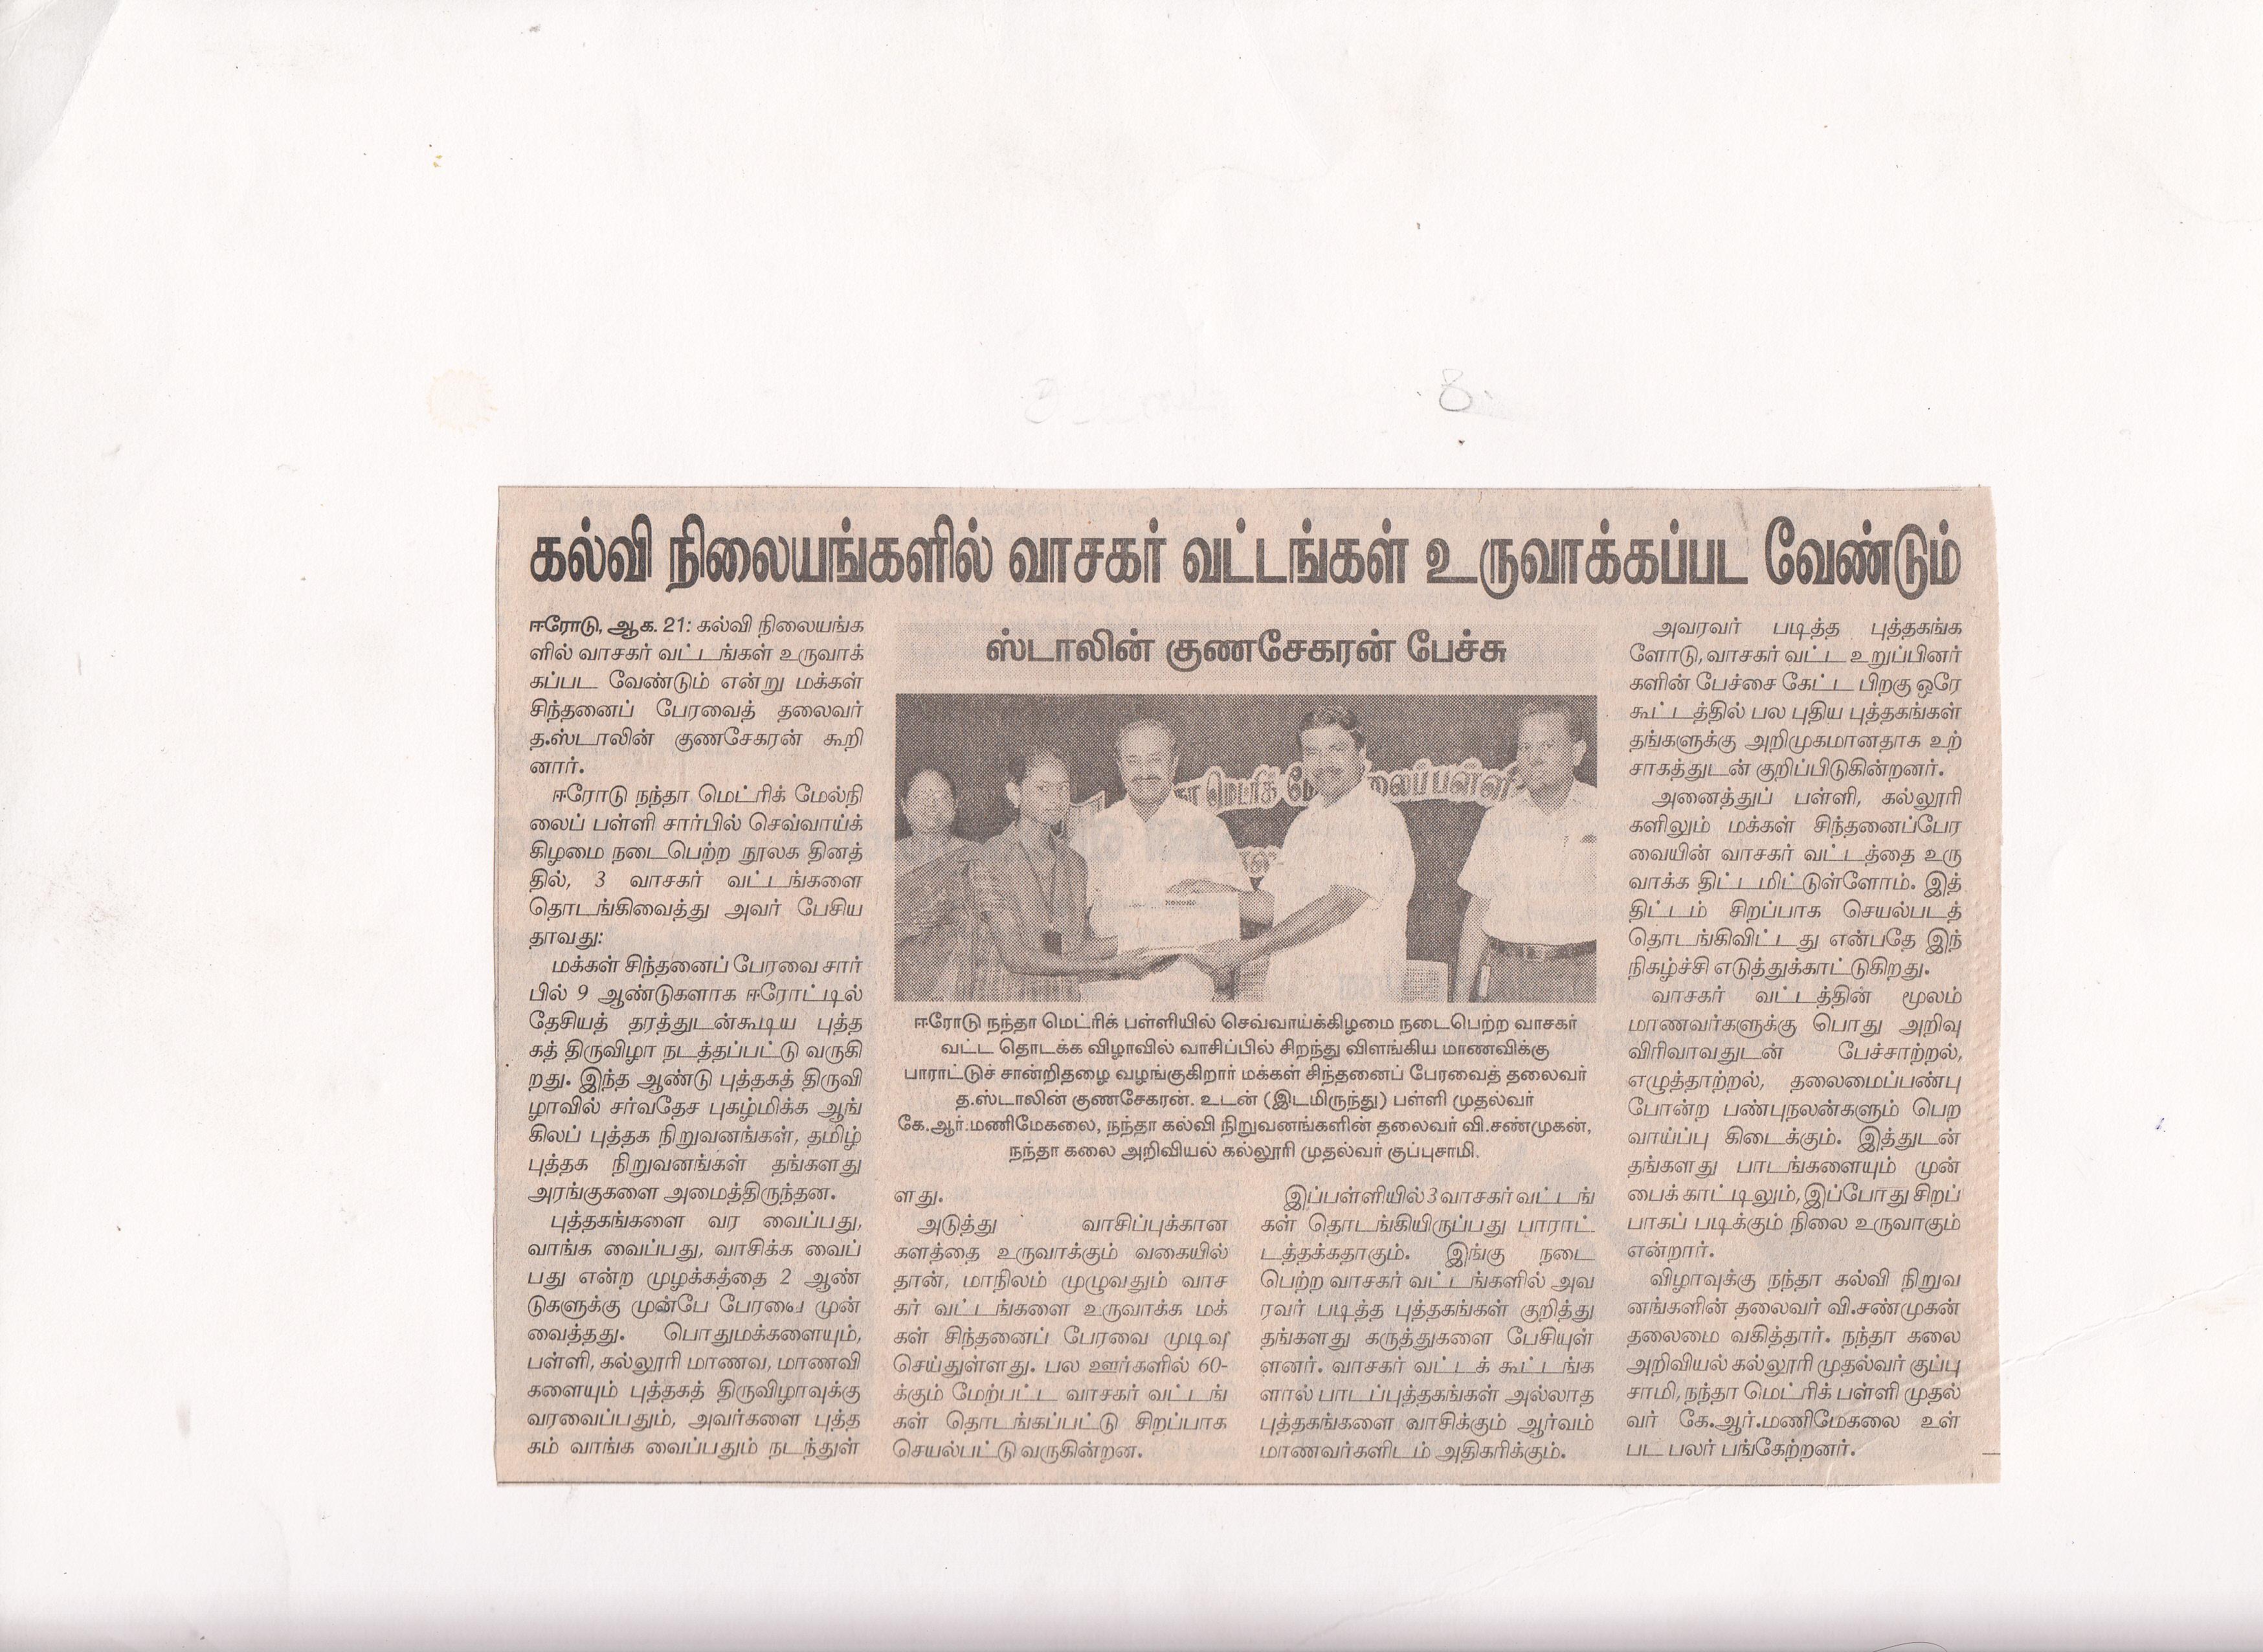 8.
கல்வி நிலையங்களில் வாசகர் வட்டங்கள் உருவாக்கப்பட வேண்டும்
ஸ்டாலின் குணசேகரன் பேச்சு
ஈரோடு, ஆக. 21: கல்வி நிலையங்க
ளில் வாசகர் வட்டங்கள் உருவாக்
கப்பட வேண்டும் என்று மக்கள்
சிந்தனைப் பேரவைத் தலைவர்
த.ஸ்டாலின் குணசேகரன் கூறி
னார்.
ஈரோடு நந்தா மெட்ரிக் மேல்நி
லைப் பள்ளி சார்பில் செவ்வாய்க்
கிழமை நடைபெற்ற நூலக தினத்
தில், 3 வாசகர் வட்டங்களை
தொடங்கிவைத்து அவர் பேசிய
தாவது:
மக்கள் சிந்தனைப் பேரவை சார்
பில் 9 ஆண்டுகளாக ஈரோட்டில்
தேசியத் தரத்துடன்கூடிய புத்த
கத் திருவிழா நடத்தப்பட்டு வருகி
றது. இந்த ஆண்டு புத்தகத் திருவி
ழாவில் சர்வதேச புகழ்மிக்க ஆங்
கிலப் புத்தக நிறுவனங்கள், தமிழ்
புத்தக நிறுவனங்கள் தங்களது
அரங்குகளை அமைத்திருந்தன.
புத்தகங்களை வர வைப்பது,
வாங்க வைப்பது, வாசிக்க வைப்
பது என்ற முழக்கத்தை 2 ஆண்
டுகளுக்கு முன்பே பேரவை முன்
வைத்தது. பொதுமக்களையும்,
பள்ளி, கல்லூரி மாணவ, மாணவி
களையும் புத்தகத் திருவிழாவுக்கு
வரவைப்பதும், அவர்களை புத்த
கம் வாங்க வைப்பதும் நடந்துள்
மெட்ரிக் மே லைப்பள்ளி
ஈரோடு நந்தா மெட்ரிக் பள்ளியில் செவ்வாய்க்கிழமை நடைபெற்ற வாசகர்
வட்ட தொடக்க விழாவில் வாசிப்பில் சிறந்து விளங்கிய மாணவிக்கு
பாராட்டுச் சான்றிதழை வழங்குகிறார் மக்கள் சிந்தனைப் பேரவைத் தலைவர்
த.ஸ்டாலின் குணசேகரன். உடன் (இடமிருந்து) பள்ளி முதல்வர்
கே.ஆர்.மணிமேகலை, நந்தா கல்வி நிறுவனங்களின் தலைவர் வி.சண்முகன்,
நந்தா கலை அறிவியல் கல்லூரி முதல்வர் குப்புசாமி.
ளது.
அடுத்து வாசிப்புக்கான
களத்தை உருவாக்கும் வகையில்
தான், மாநிலம் முழுவதும் வாச
கர் வட்டங்களை உருவாக்க மக்
கள் சிந்தனைப் பேரவை முடிவு
செய்துள்ளது. பல ஊர்களில் 60-
க்கும் மேற்பட்ட வாசகர் வட்டங்
கள் தொடங்கப்பட்டு சிறப்பாக
செயல்பட்டு வருகின்றன.
இப்பள்ளியில் 3 வாசகர் வட்டங்
கள் தொடங்கியிருப்பது பாராட்
டத்தக்கதாகும். இங்கு நடை
பெற்ற வாசகர் வட்டங்களில் அவ
ரவர் படித்த புத்தகங்கள் குறித்து
தங்களது கருத்துகளை பேசியுள்
ளனர். வாசகர் வட்டக் கூட்டங்க
ளால் பாடப்புத்தகங்கள் அல்லாத
புத்தகங்களை வாசிக்கும் ஆர்வம்
மாணவர்களிடம் அதிகரிக்கும்.
அவரவர் படித்த புத்தகங்க
ளோடு, வாசகர் வட்ட உறுப்பினர்
களின் பேச்சை கேட்ட பிறகு ஒரே
கூட்டத்தில் பல புதிய புத்தகங்கள்
தங்களுக்கு அறிமுகமானதாக உற்
சாகத்துடன் குறிப்பிடுகின்றனர்.
அனைத்துப் பள்ளி, கல்லூரி
களிலும் மக்கள் சிந்தனைப்பேர
வையின் வாசகர் வட்டத்தை உரு
வாக்க திட்டமிட்டுள்ளோம். இத்
திட்டம் சிறப்பாக செயல்படத்
தொடங்கிவிட்டது என்பதே இந்
நிகழ்ச்சி எடுத்துக்காட்டுகிறது.
வாசகர் வட்டத்தின் மூலம்
மாணவர்களுக்கு பொது அறிவு
விரிவாவதுடன் பேச்சாற்றல்,
எழுத்தாற்றல், தலைமைப்பண்பு
போன்ற பண்புநலன்களும் பெற
வாய்ப்பு கிடைக்கும். இத்துடன்
தங்களது பாடங்களையும் முன்
பைக் காட்டிலும், இப்போது சிறப்
பாகப் படிக்கும் நிலை உருவாகும்
என்றார்.
விழாவுக்கு நந்தா கல்வி நிறுவ
னங்களின் தலைவர் வி.சண்முகன்
தலைமை வகித்தார். நந்தா கலை
அறிவியல் கல்லூரி முதல்வர் குப்பு
சாமி, நந்தா மெட்ரிக் பள்ளி முதல்
வர் கே.ஆர்.மணிமேகலை உள்
பட பலர் பங்கேற்றனர்.